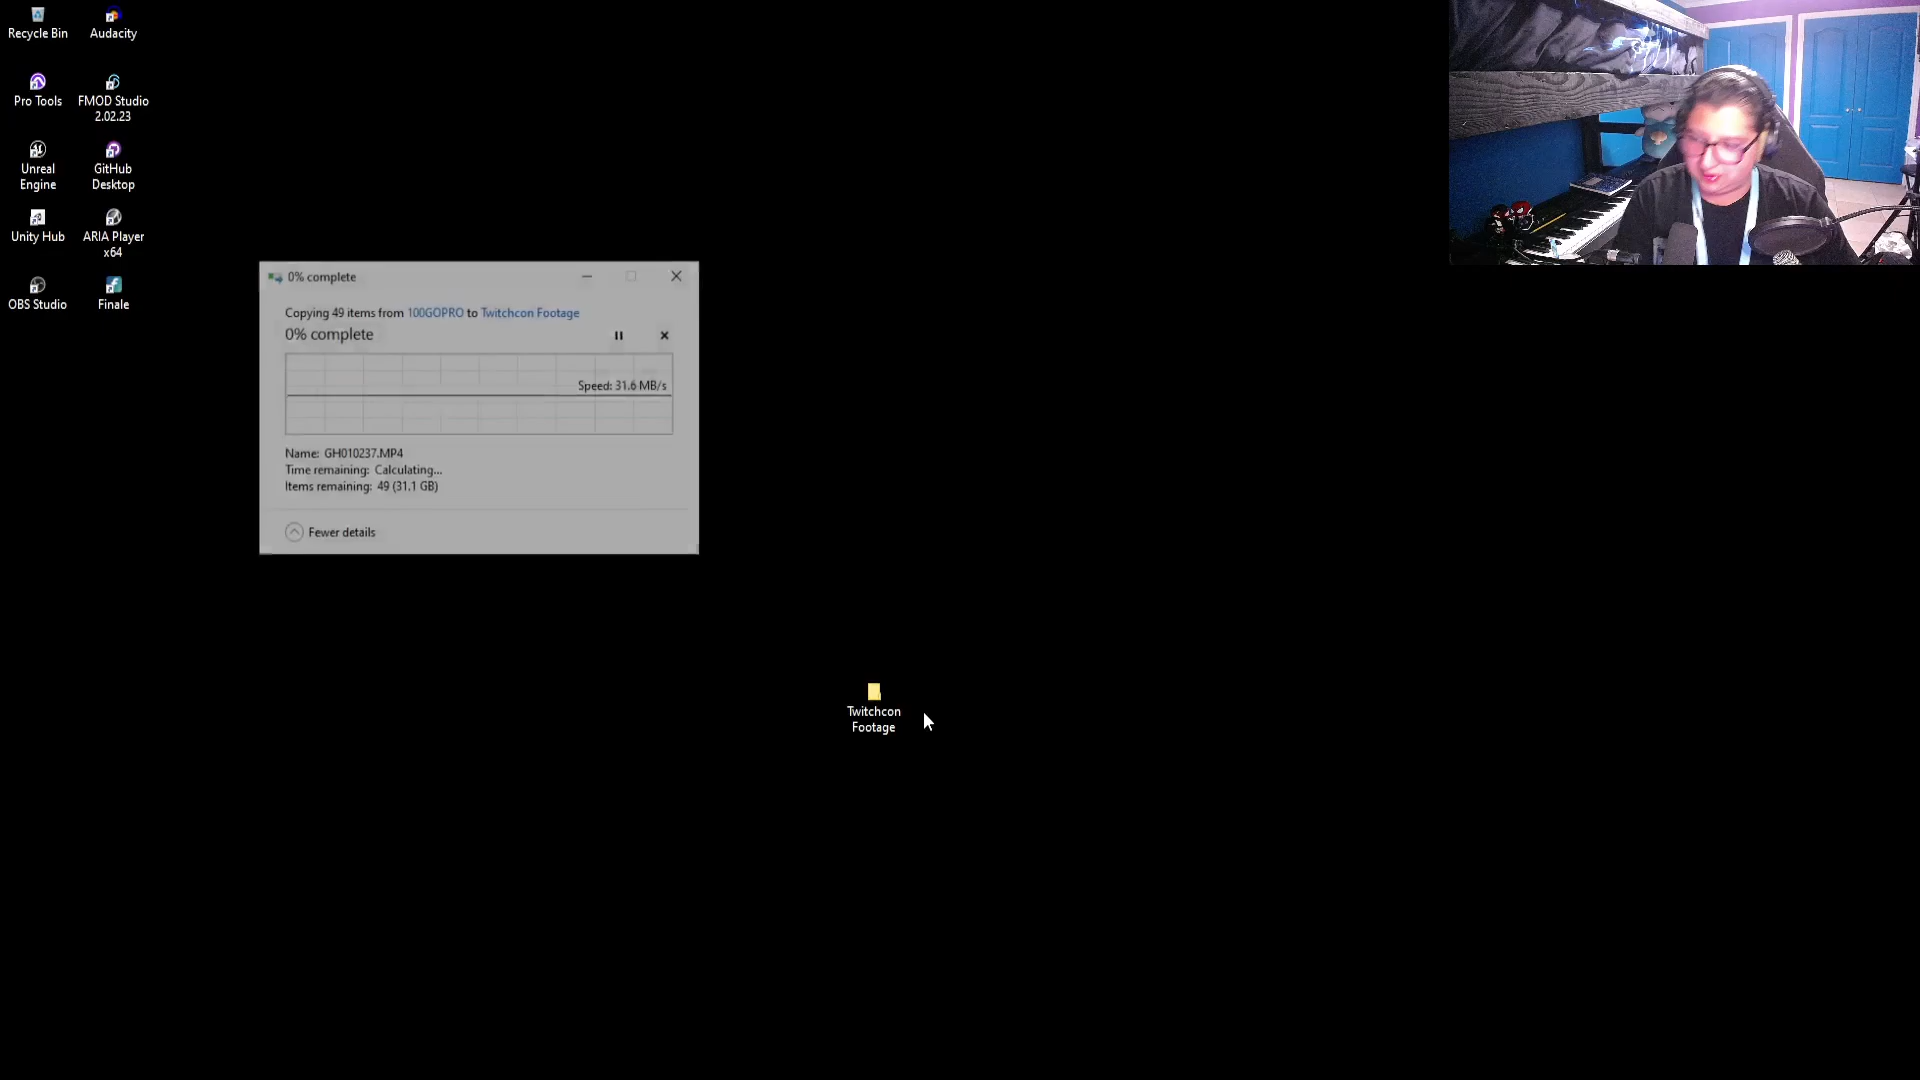 Recycle Bin
Audacity
Pro Tools
FMOD Studio
2.02.23
Unreal
Engine
GitHub
Desktop
Unity Hub
ARIA Player
x64
OBS Studio
Finale
0% complete
Copying 49 items from 100GOPRO to Twitchcon Footage
0% complete
Speed: 31.6 MB/s
Name: GH010237.MP4
Time remaining: Calculating...
Items remaining: 49 (31.1 GB)
Fewer details
Twitchcon
Footage